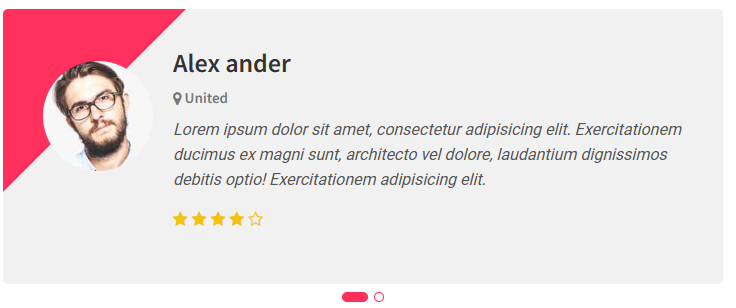 Alex ander
United
Lorem ipsum dolor sit amet, consectetur adipisicing elit. Exercitationem
ducimus ex magni sunt, architecto vel dolore, laudantium dignissimos
debitis optio! Exercitationem adipisicing elit.